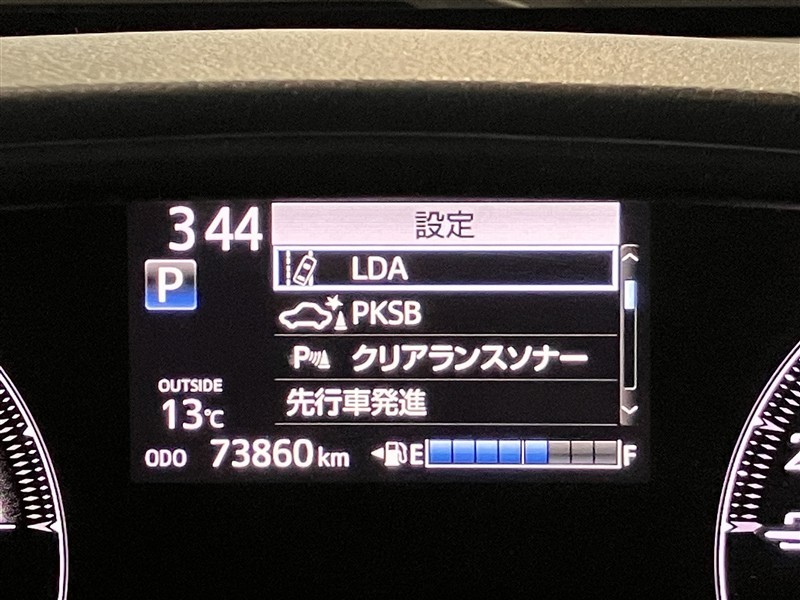 3 44
設定
P
LDA
PKSB
P クリアランスソナー
先行車発進
OUTSIDE
13℃
ODO 73860 km
E F